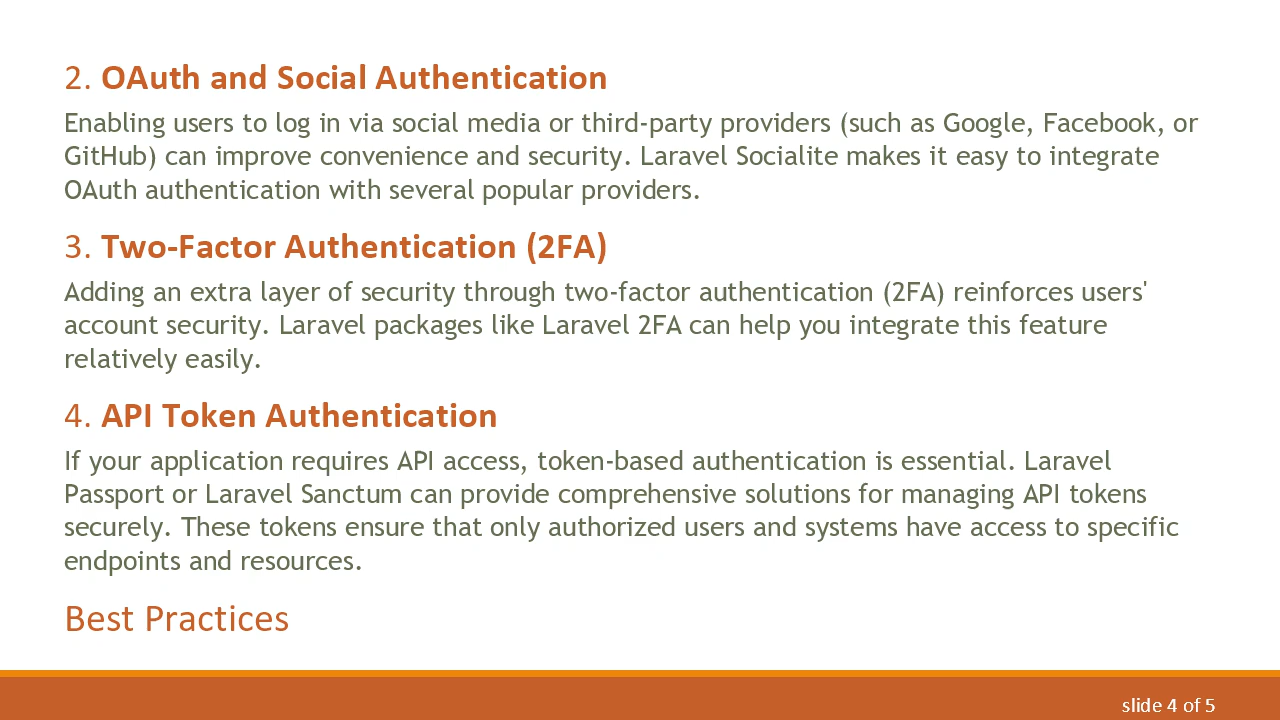 2. OAuth and Social Authentication
Enabling users to log in via social media or third-party providers (such as Google, Facebook, or
GitHub) can improve convenience and security. Laravel Socialite makes it easy to integrate
OAuth authentication with several popular providers.
3. Two-Factor Authentication (2FA)
Adding an extra layer of security through two-factor authentication (2FA) reinforces users'
account security. Laravel packages like Laravel 2FA can help you integrate this feature
relatively easily.
4. API Token Authentication
If your application requires API access, token-based authentication is essential. Laravel
Passport or Laravel Sanctum can provide comprehensive solutions for managing API tokens
securely. These tokens ensure that only authorized users and systems have access to specific
endpoints and resources.
Best Practices
slide 4 of 5